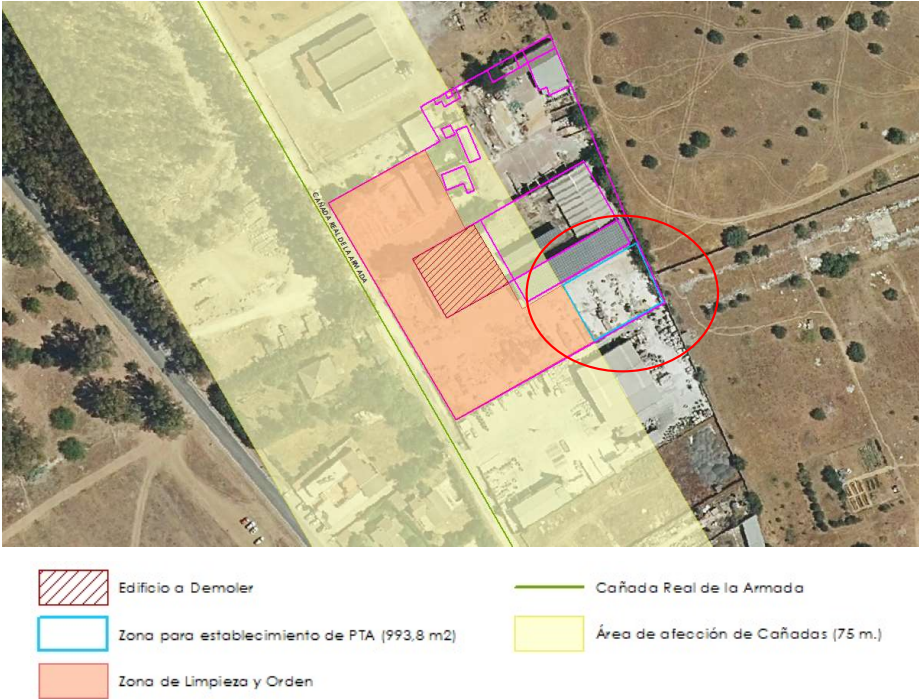 CAÑADA REAL DE LA ARMADA
Edificio a Demoler
Zona para establecimiento de PTA (993,8 m2)
Zona de Limpieza y Orden
Cañada Real de la Armada
Área de afección de Cañadas (75 m.)